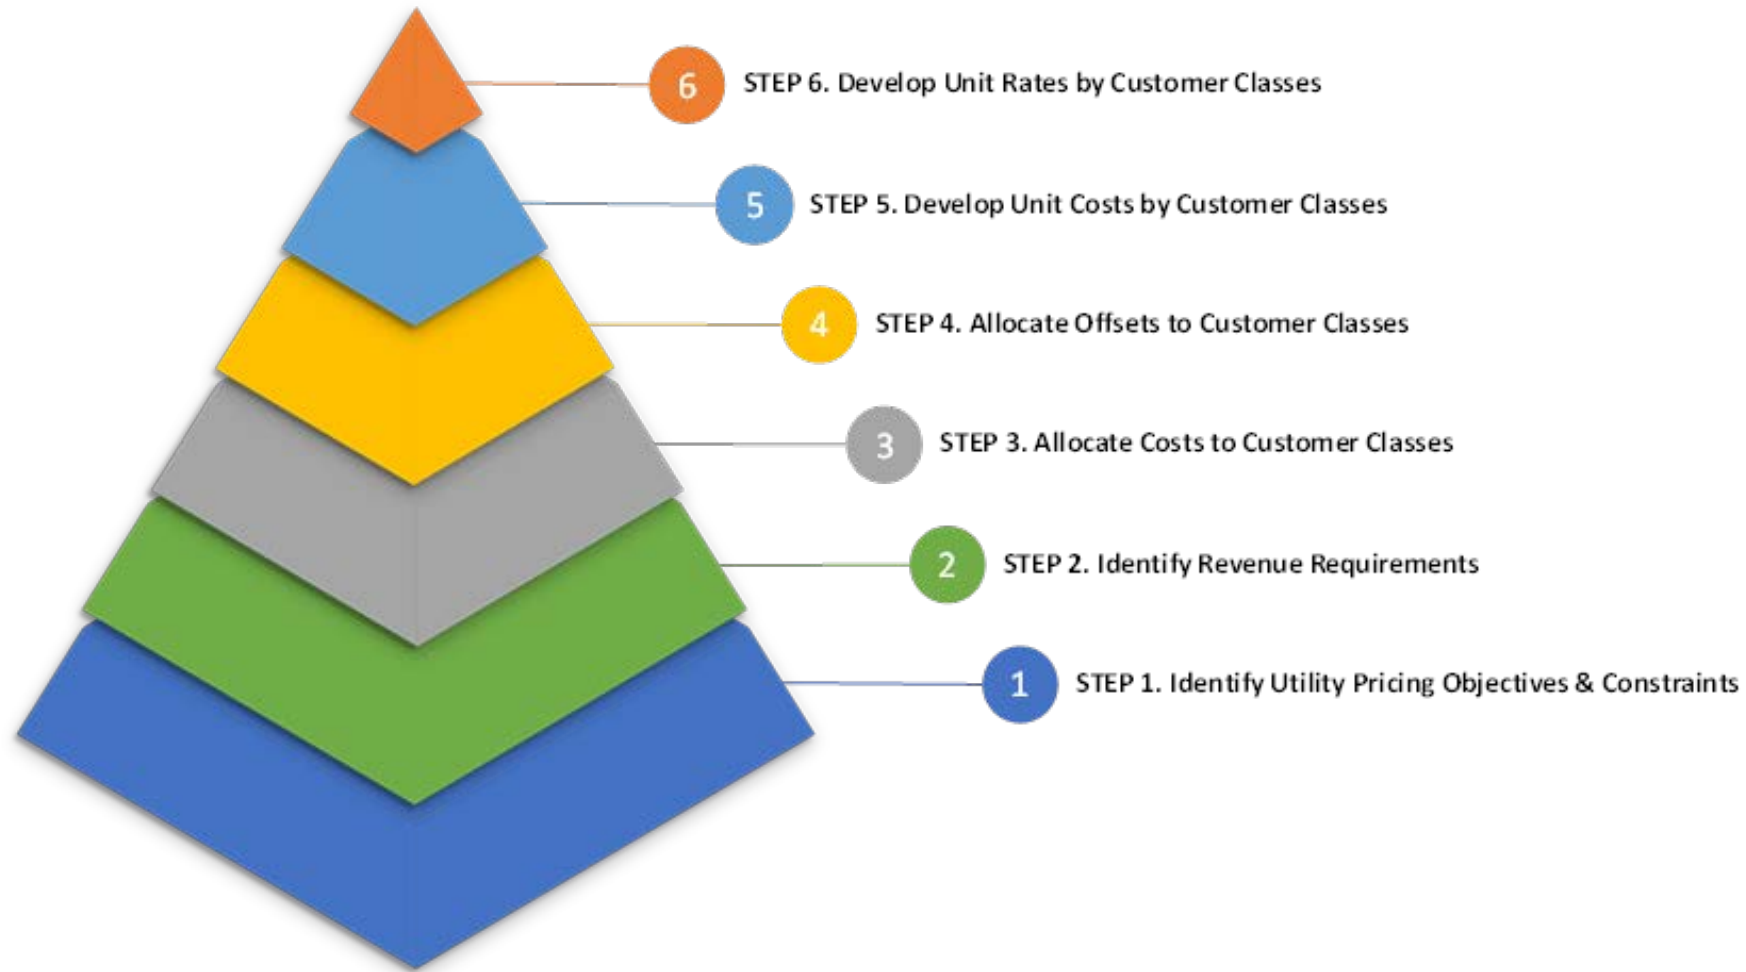 6 STEP 6. Develop Unit Rates by Customer Classes
5 STEP 5. Develop Unit Costs by Customer Classes
4 STEP 4. Allocate Offsets to Customer Classes
3 STEP 3. Allocate Costs to Customer Classes
2 STEP 2. Identify Revenue Requirements
1 STEP 1. Identify Utility Pricing Objectives & Constraints